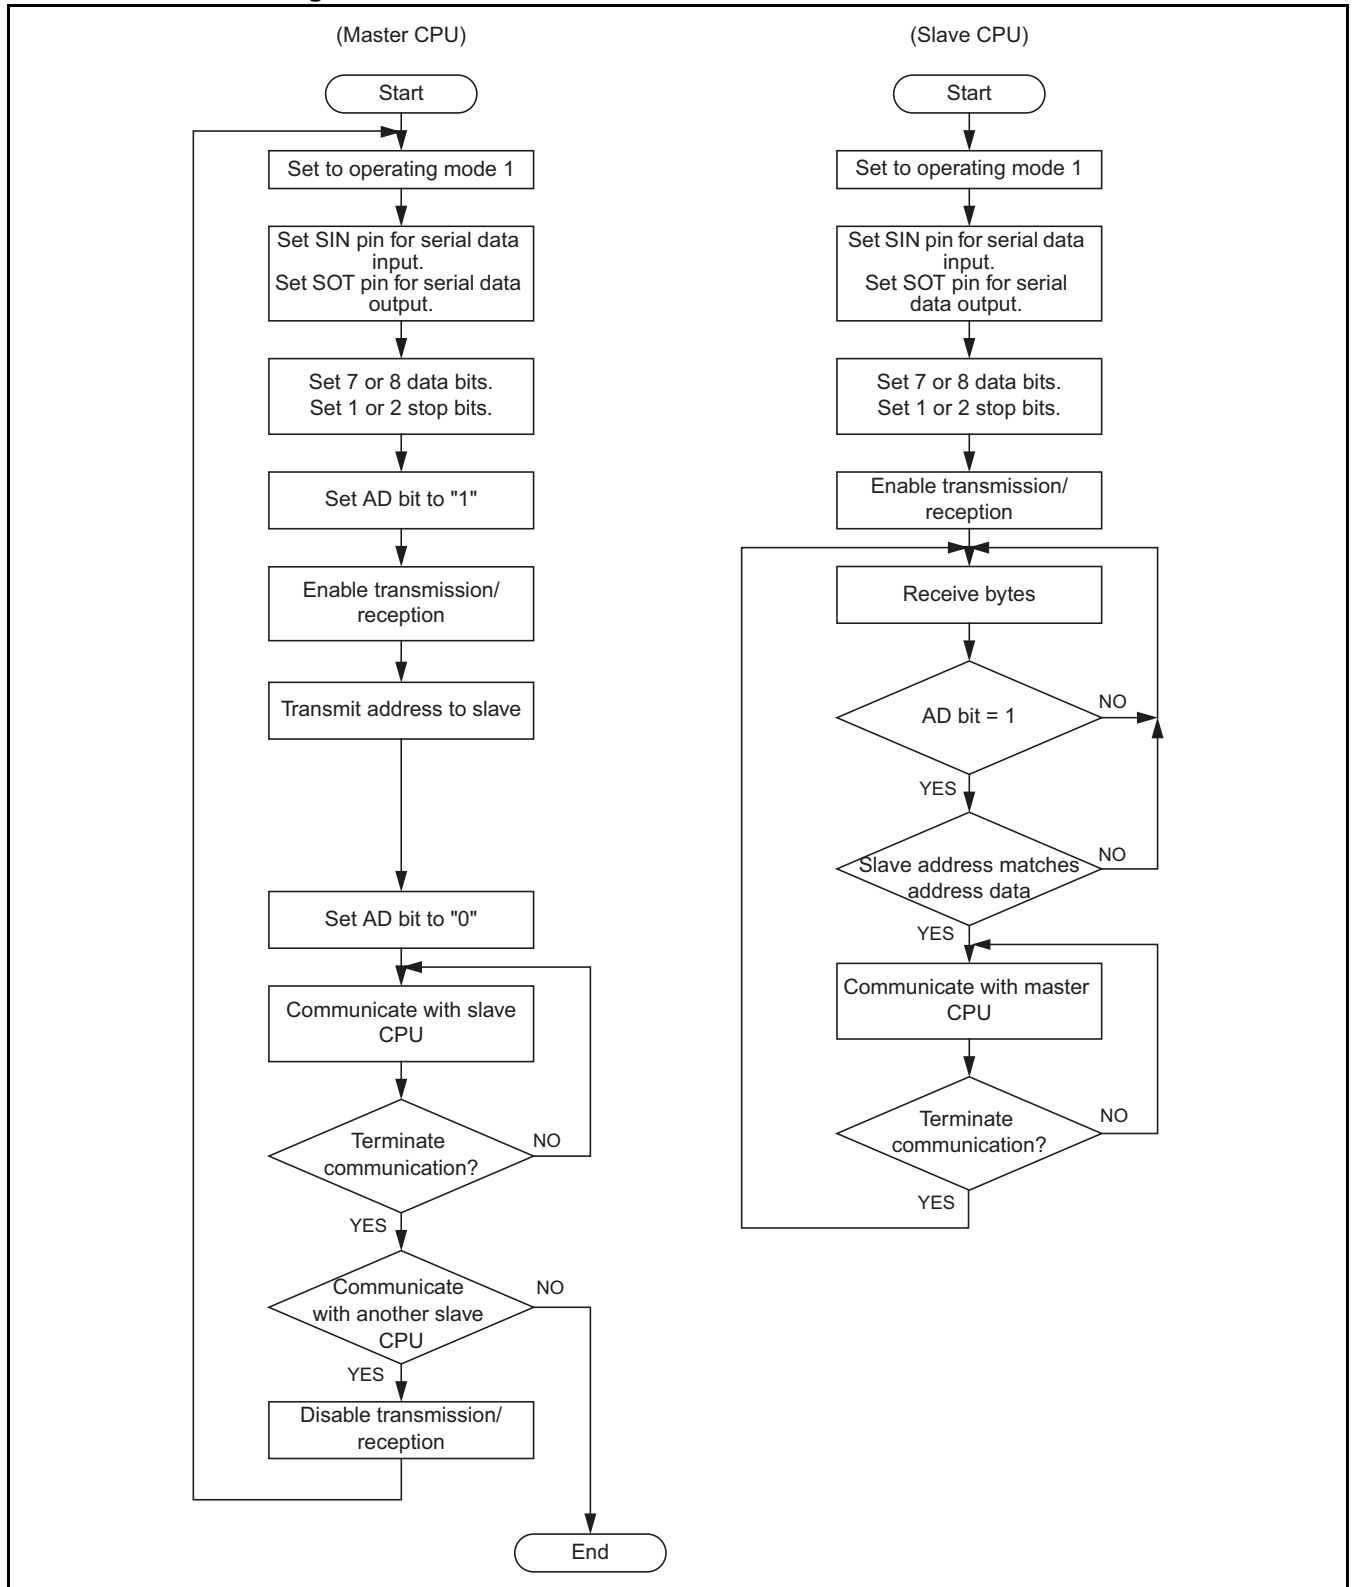 (Master CPU)
Start
Set to operating mode 1
Set SIN pin for serial data
input.
Set SOT pin for serial data
output.
Set 7 or 8 data bits.
Set 1 or 2 stop bits.
Set AD bit to "1"
Enable transmission/
reception
Transmit address to slave
Set AD bit to "0"
Communicate with slave
CPU
Terminate
communication?
NO
YES
Communicate
with another slave
CPU
NO
YES
Disable transmission/
reception
End
(Slave CPU)
Start
Set to operating mode 1
Set SIN pin for serial data
input.
Set SOT pin for serial
data output.
Set 7 or 8 data bits.
Set 1 or 2 stop bits.
Enable transmission/
reception
Receive bytes
AD bit = 1
NO
YES
Slave address matches
address data
NO
YES
Communicate with master
CPU
Terminate
communication?
NO
YES